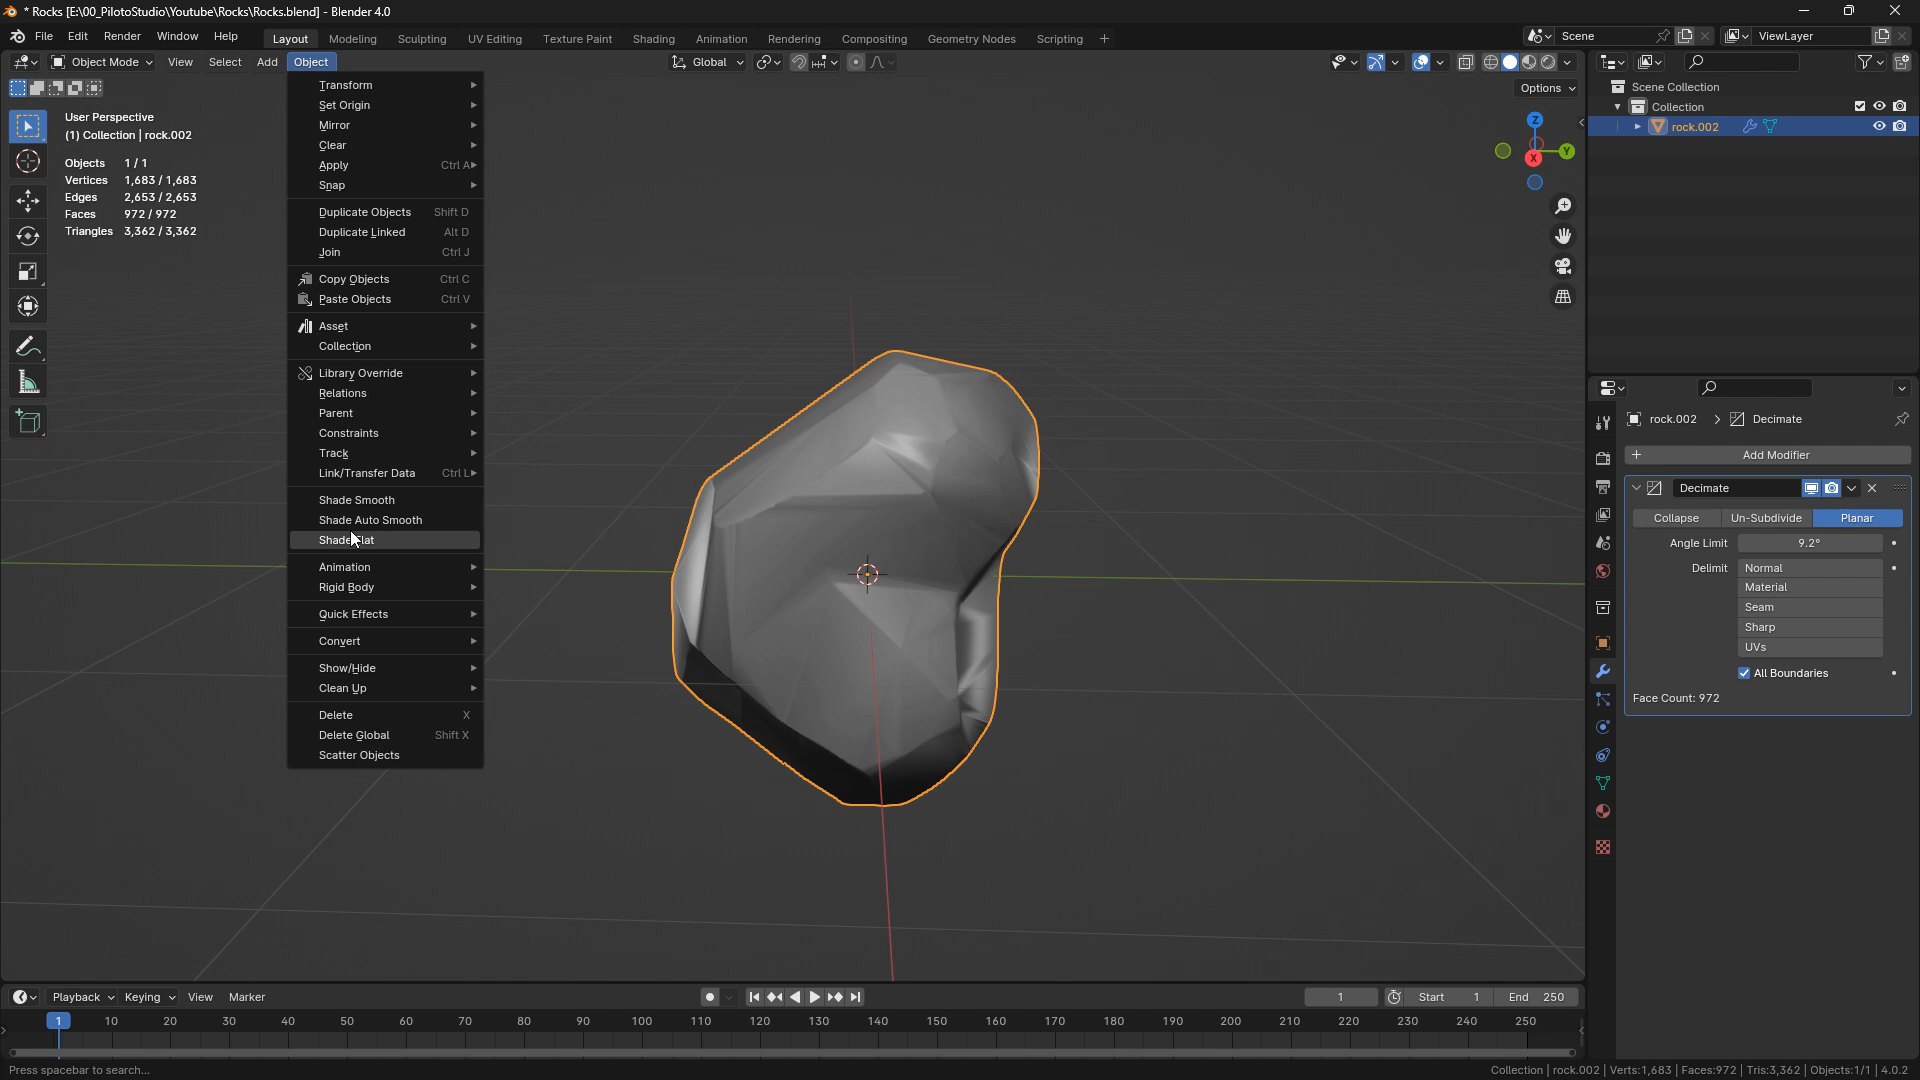 * Rocks [E:\00_PilotoStudio\Youtube\Rocks\Rocks.blend] - Blender 4.0
File Edit Render Window Help Layout Modeling Sculpting UV Editing Texture Paint Shading Animation Rendering Compositing Geometry Nodes Scripting + Scene ViewLayer
Object Mode View Select Add Object Global
Options
User Perspective
(1) Collection | rock.002
Objects 1 / 1
Vertices 1,683 / 1,683
Edges 2,653 / 2,653
Faces 972 / 972
Triangles 3,362 / 3,362
Transform
Set Origin
Mirror
Clear
Apply Ctrl A
Snap
Duplicate Objects Shift D
Duplicate Linked Alt D
Join Ctrl J
Copy Objects Ctrl C
Paste Objects Ctrl V
Asset
Collection
Library Override
Relations
Parent
Constraints
Track
Link/Transfer Data Ctrl L
Shade Smooth
Shade Auto Smooth
Shade Flat
Animation
Rigid Body
Quick Effects
Convert
Show/Hide
Clean Up
Delete X
Delete Global Shift X
Scatter Objects
Z
Y
X
Scene Collection
Collection
rock.002
rock.002 > Decimate
+ Add Modifier
Decimate
Collapse Un-Subdivide Planar
Angle Limit 9.2°
Delimit Normal
Material
Seam
Sharp
UVs
All Boundaries
Face Count: 972
Playback Keying View Marker 1 Start 1 End 250
1 10 20 30 40 50 60 70 80 90 100 110 120 130 140 150 160 170 180 190 200 210 220 230 240 250
Press spacebar to search...
Collection | rock.002 | Verts:1,683 | Faces:972 | Tris:3,362 | Objects:1/1 | 4.0.2